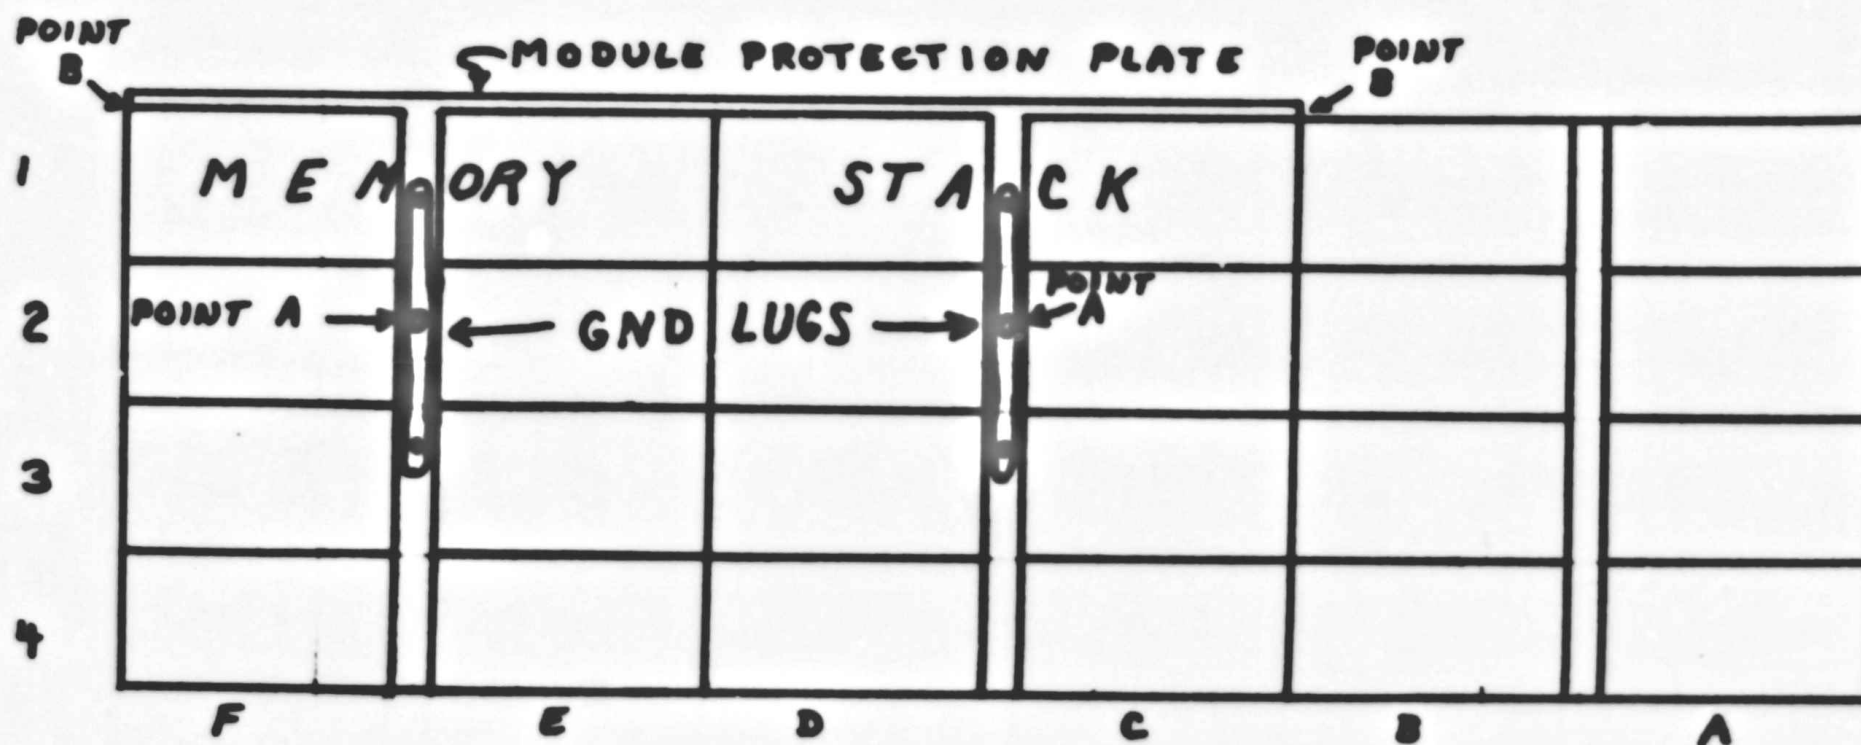 POINT
B
MODULE PROTECTION PLATE
POINT
B
1
MEMORY STACK
2
POINT A
GND LUGS
POINT
A
3
4
F E D C B A